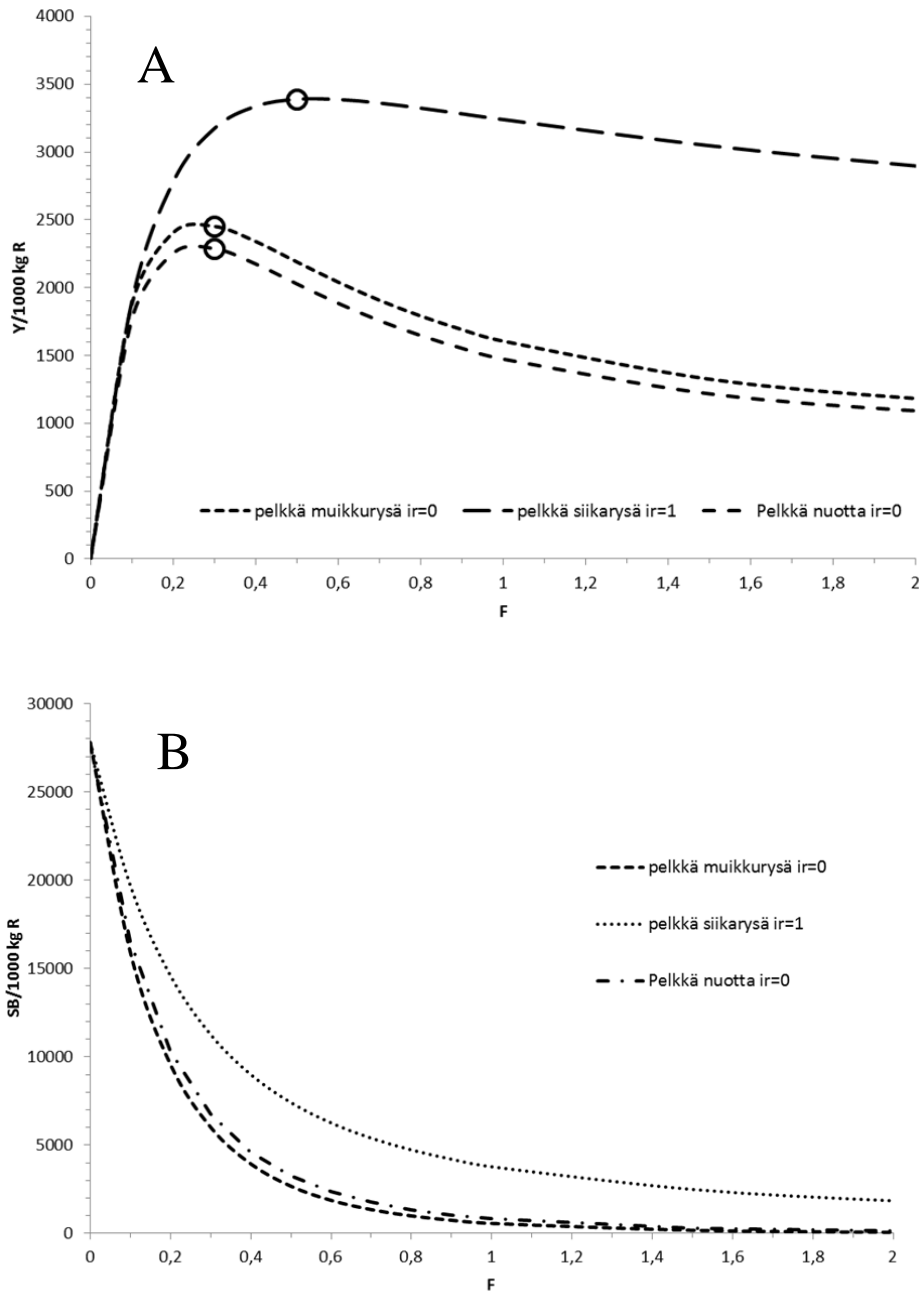 A
4000
3500
3000
2500
2000
1500
1000
500
0
Y/1000 kg R
pelkkä muikkurysä ir=0 pelkkä siikarysä ir=1 Pelkkä nuotta ir=0
0 0,2 0,4 0,6 0,8 1 1,2 1,4 1,6 1,8 2
F
B
30000
25000
20000
15000
10000
5000
0
SB/1000 kg R
pelkkä muikkurysä ir=0
pelkkä siikarysä ir=1
Pelkkä nuotta ir=0
0 0,2 0,4 0,6 0,8 1 1,2 1,4 1,6 1,8 2
F